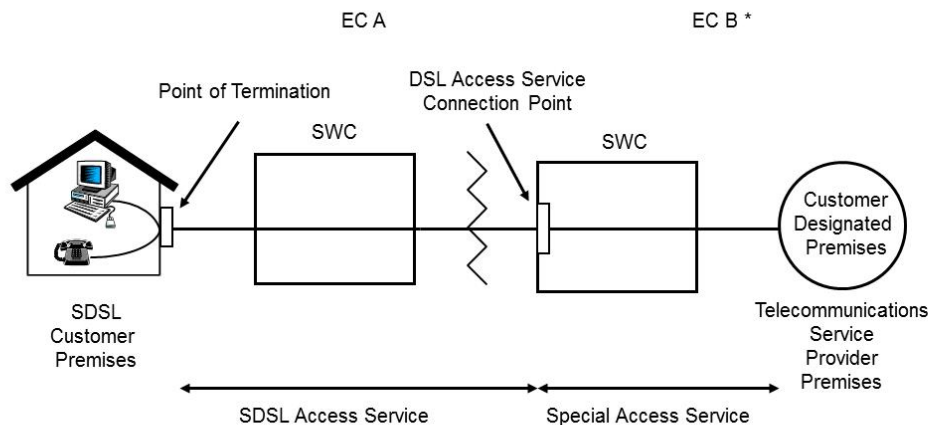 EC A
EC B *
Point of Termination
DSL Access Service
Connection Point
SWC
SWC
Customer
Designated
Premises
SDSL
Customer
Premises
Telecommunications
Service
Provider
Premises
SDSL Access Service
Special Access Service